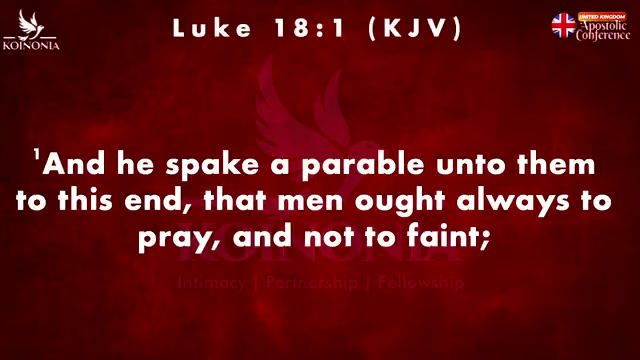 Luke 18:1 (KJV)
KOINONIA
UNITED KINGDOM
Apostolic
Conference
1And he spake a parable unto them
to this end, that men ought always to
pray, and not to faint;
KOINONIA
Intimacy | Partnership | Fellowship